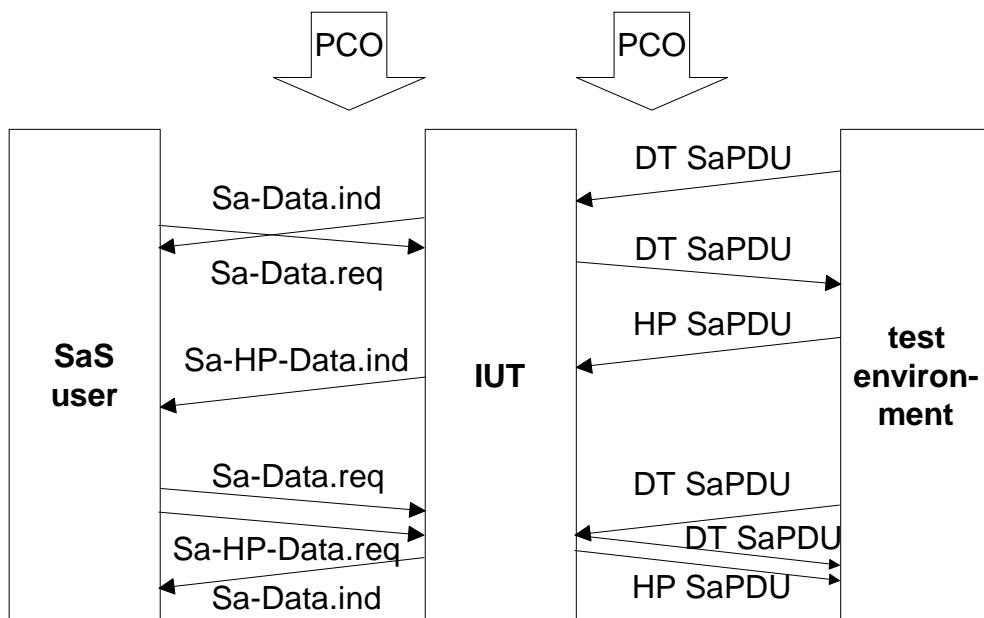 PCO
PCO
DT SaPDU
Sa-Data.ind
DT SaPDU
Sa-Data.req
HP SaPDU
SaS
user
Sa-HP-Data.ind
IUT
test
environ-
ment
Sa-Data.req
DT SaPDU
DT SaPDU
Sa-HP-Data.req
HP SaPDU
Sa-Data.ind